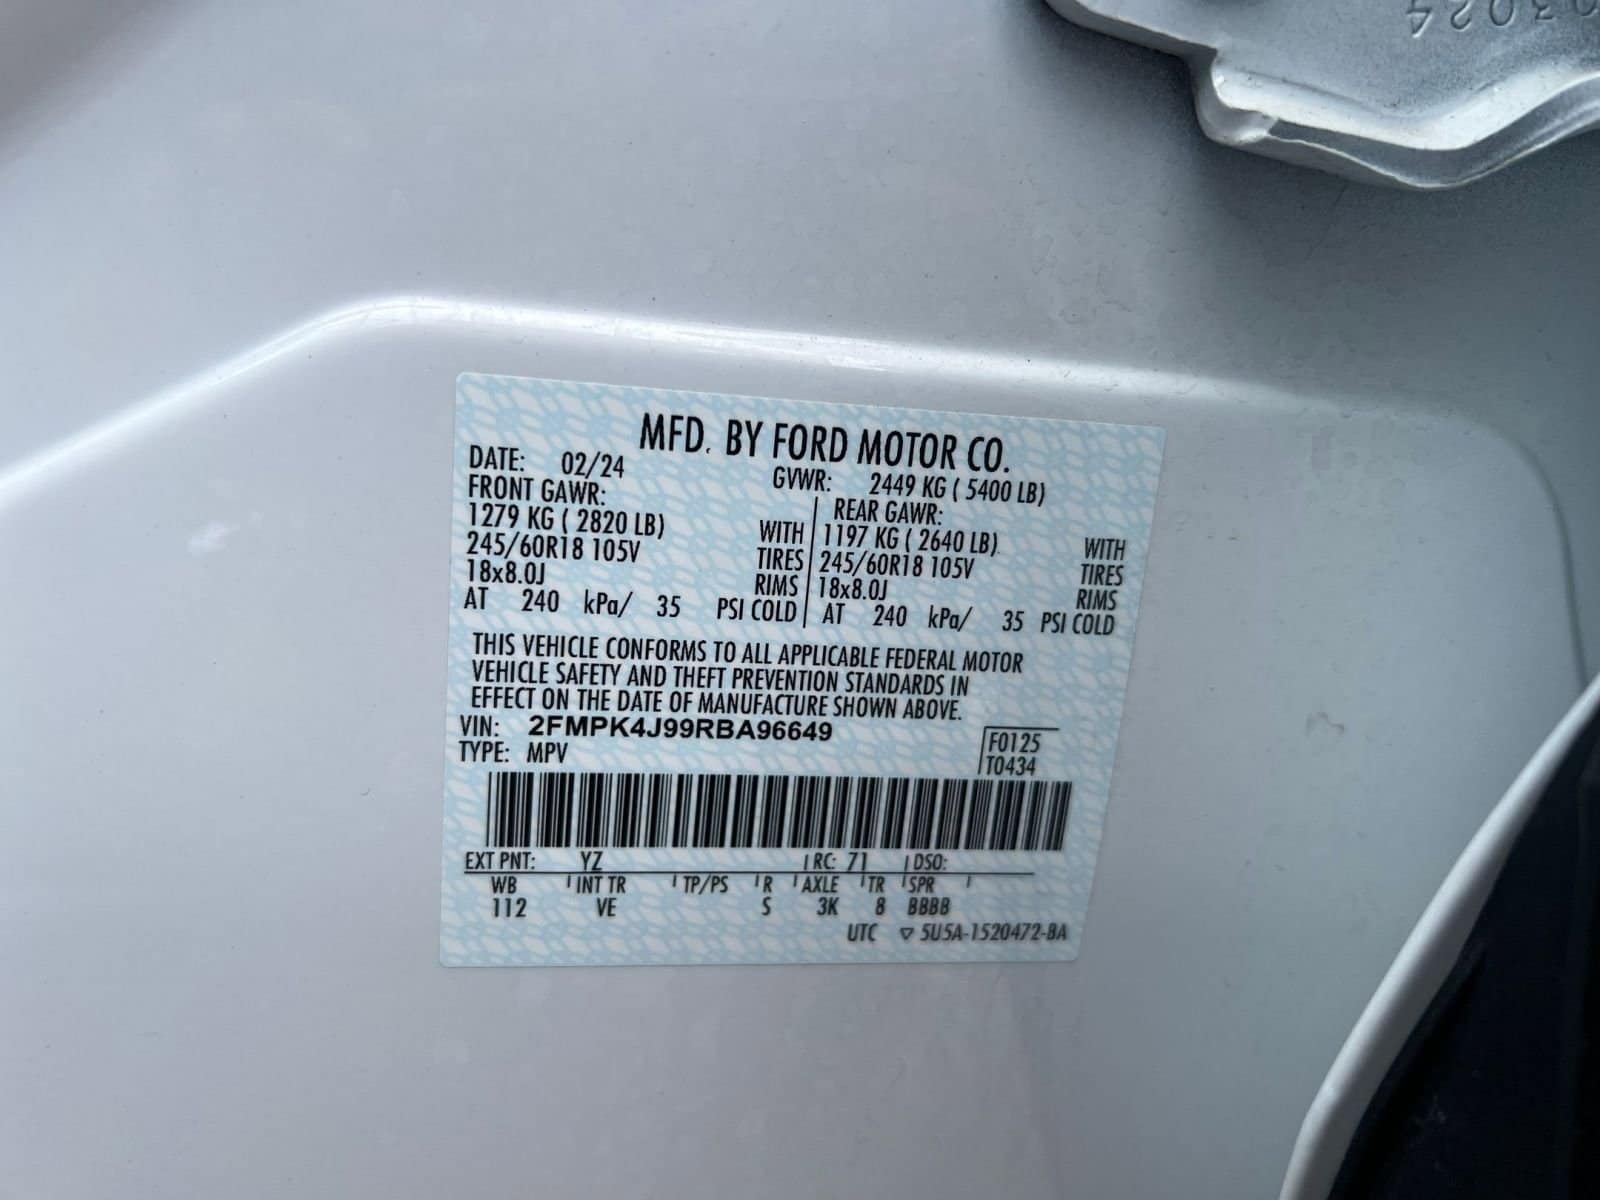 03024
MFD. BY FORD MOTOR CO.
DATE: 02/24 GVWR: 2449 KG ( 5400 LB)
FRONT GAWR: REAR GAWR:
1279 KG ( 2820 LB) WITH 1197 KG ( 2640 LB) WITH
245/60R18 105V TIRES 245/60R18 105V TIRES
18x8.0J RIMS 18x8.0J RIMS
AT 240 kPa/ 35 PSI COLD AT 240 kPa/ 35 PSI COLD
THIS VEHICLE CONFORMS TO ALL APPLICABLE FEDERAL MOTOR
VEHICLE SAFETY AND THEFT PREVENTION STANDARDS IN
EFFECT ON THE DATE OF MANUFACTURE SHOWN ABOVE.
VIN: 2FMPK4J99RBA96649
F0125
TYPE: MPV
T0434
EXT PNT: YZ RC: 71 DSO:
WB INT TR TP/PS R AXLE TR SPR
112 VE S 3K 8 BBBB
UTC ▽ 5U5A-1520472-BA